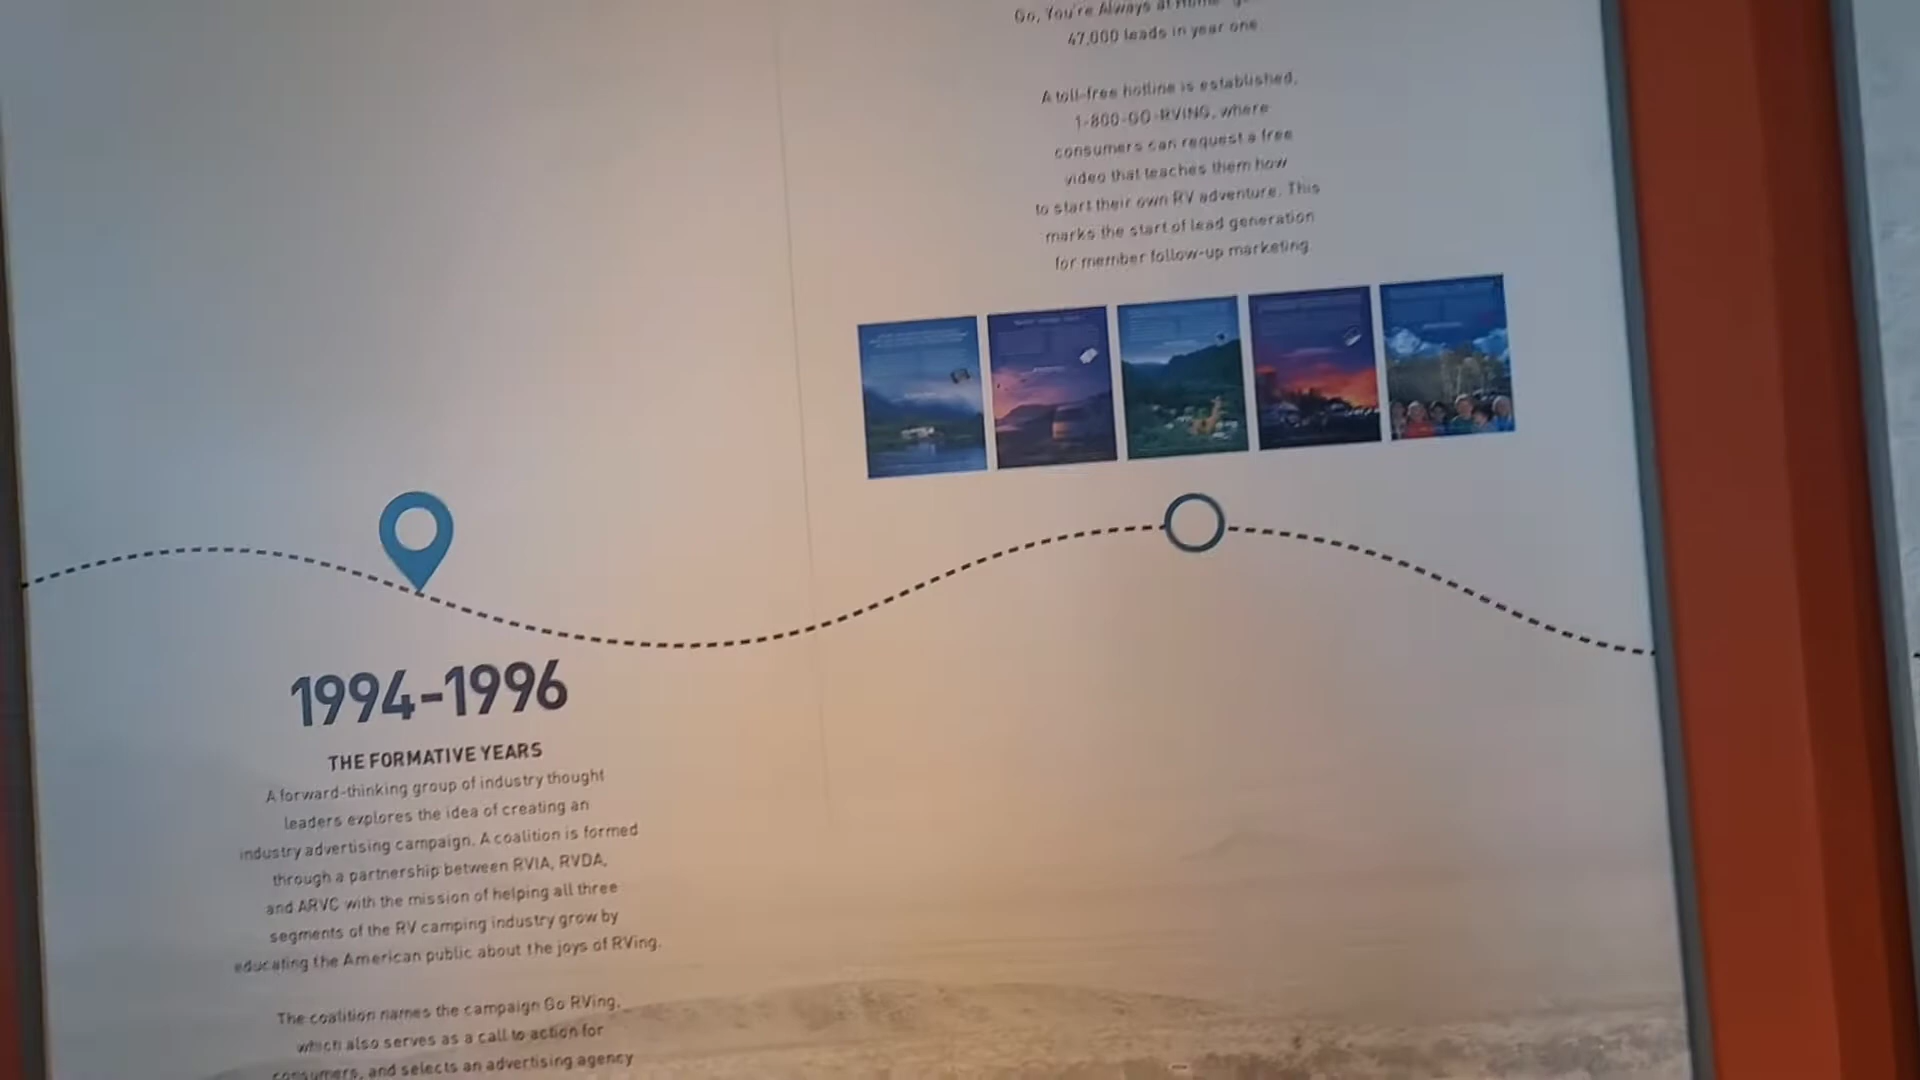 Go, You're Always at Home
47,000 leads in year one
A toll-free hotline is established,
1-800-GO-RVING, where
consumers can request a free
video that teaches them how
to start their own RV adventure. This
marks the start of lead generation
for member follow-up marketing
1994-1996
THE FORMATIVE YEARS
A forward-thinking group of industry thought
leaders explores the idea of creating an
industry advertising campaign. A coalition is formed
through a partnership between RVIA, RVDA,
and ARVC with the mission of helping all three
segments of the RV camping industry grow by
educating the American public about the joys of RVing.
The coalition names the campaign Go RVing,
which also serves as a call to action for
consumers, and selects an advertising agency